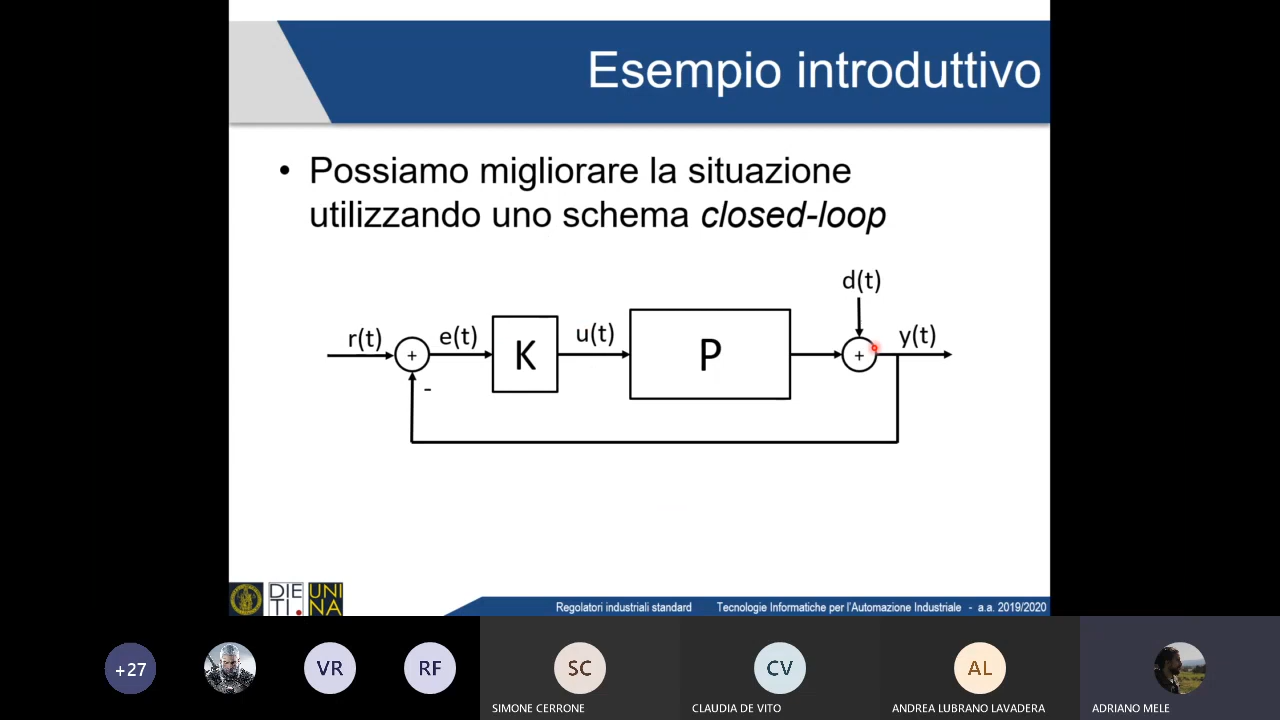 Esempio introduttivo
• Possiamo migliorare la situazione
utilizzando uno schema closed-loop
d(t)
r(t)
e(t)
u(t)
y(t)
+
K
P
+
-
DIE
TI.
UNI
NA
Regolatori industriali standard
Tecnologie Informatiche per l'Automazione Industriale - a.a. 2019/2020
+27
VR
RF
SC
CV
AL
SIMONE CERRONE
CLAUDIA DE VITO
ANDREA LUBRANO LAVADERA
ADRIANO MELE